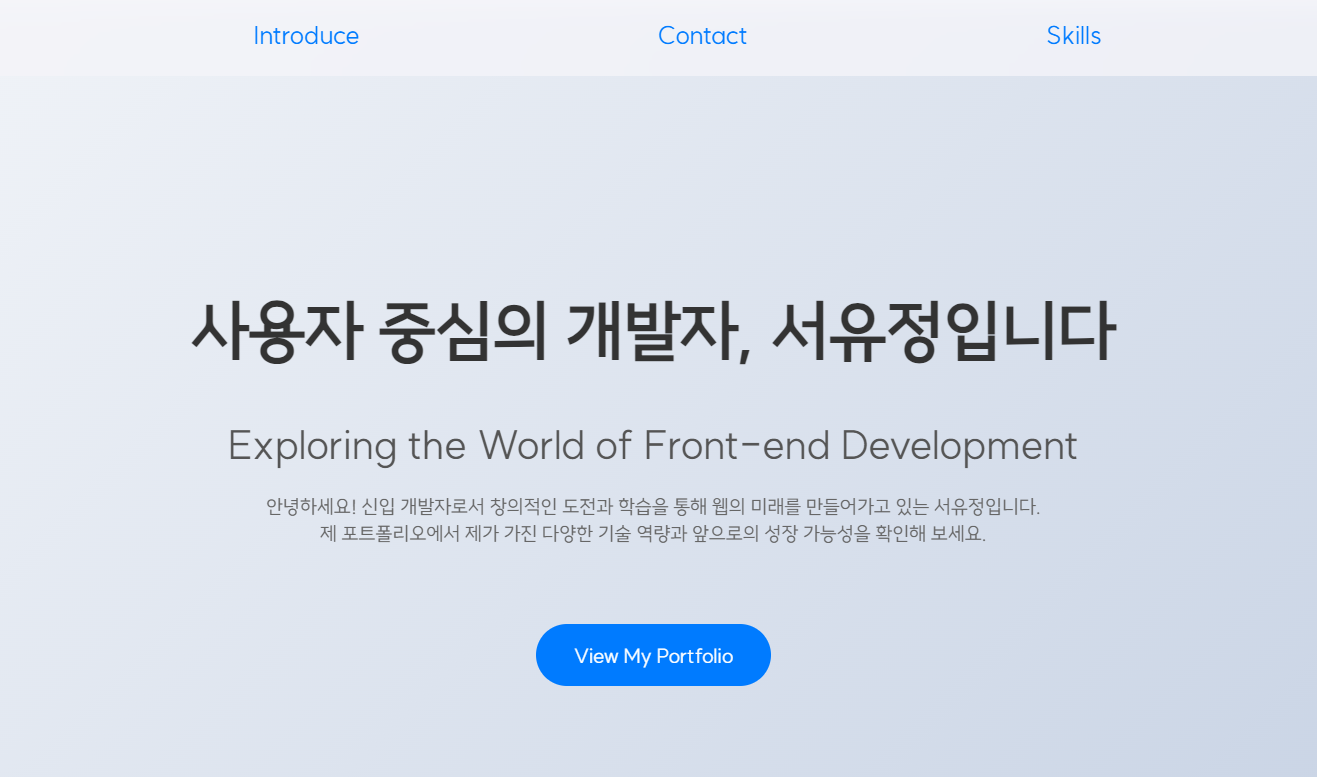 Introduce Contact Skills
사용자 중심의 개발자, 서유정입니다
Exploring the World of Front-end Development
안녕하세요! 신입 개발자로서 창의적인 도전과 학습을 통해 웹의 미래를 만들어가고 있는 서유정입니다.
제 포트폴리오에서 제가 가진 다양한 기술 역량과 앞으로의 성장 가능성을 확인해 보세요.
View My Portfolio